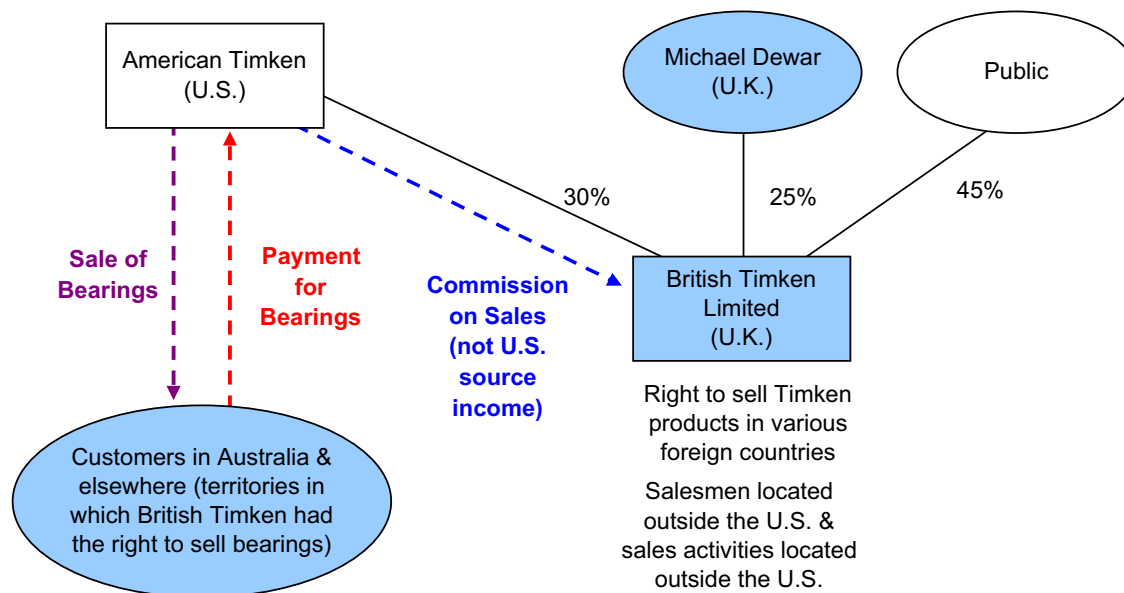 American Timken
(U.S.)
Michael Dewar
(U.K.)
Public
30%
25%
45%
Sale of
Bearings
Payment
for
Bearings
Commission
on Sales
(not U.S.
source
income)
British Timken
Limited
(U.K.)
Right to sell Timken
products in various
foreign countries
Salesmen located
outside the U.S. &
sales activities located
outside the U.S.
Customers in Australia &
elsewhere (territories in
which British Timken had
the right to sell bearings)